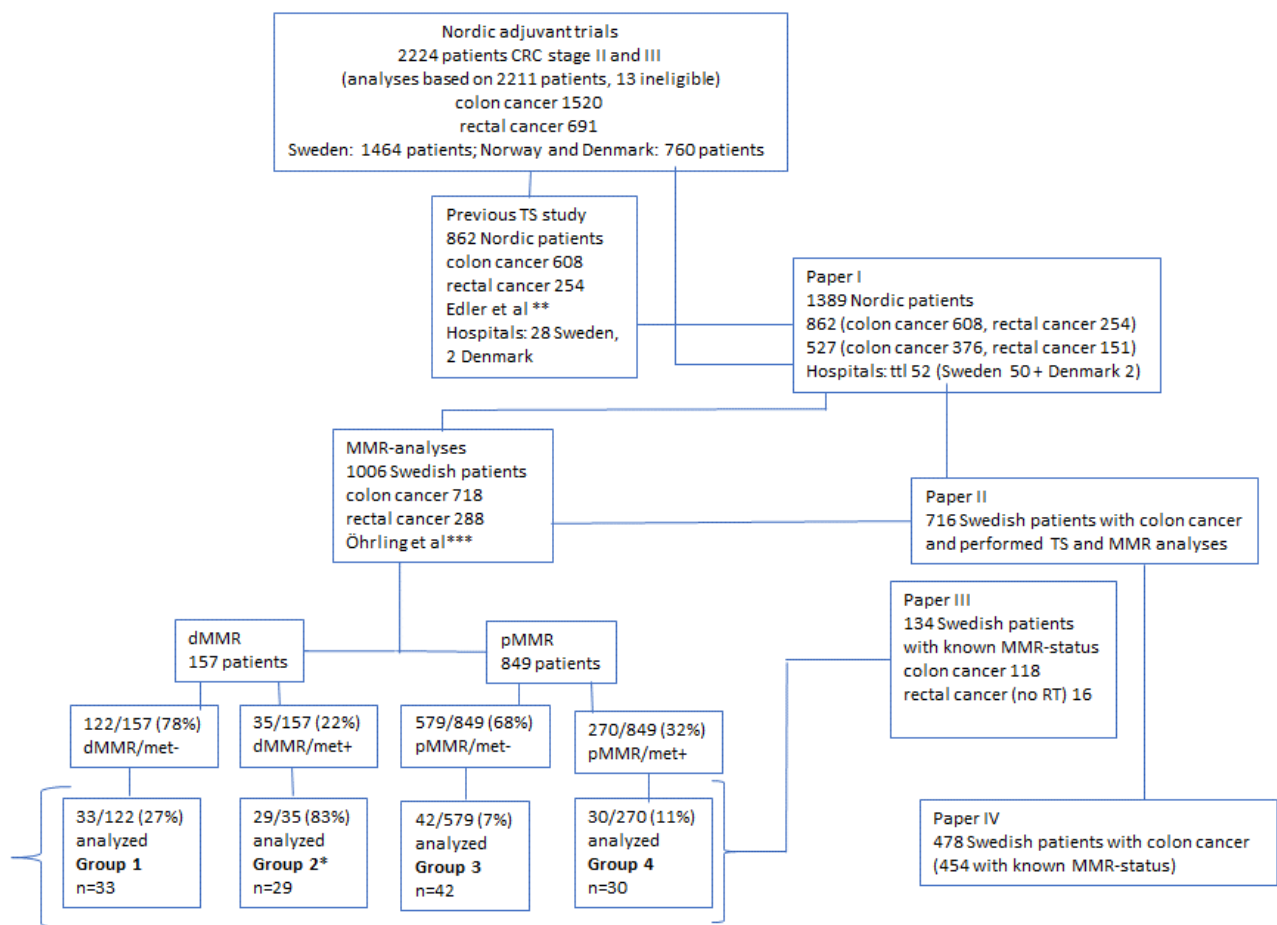 Nordic adjuvant trials
2224 patients CRC stage II and III
(analyses based on 2211 patients, 13 ineligible)
colon cancer 1520
rectal cancer 691
Sweden: 1464 patients; Norway and Denmark: 760 patients
Previous TS study
862 Nordic patients
colon cancer 608
rectal cancer 254
Edler et al **
Hospitals: 28 Sweden,
2 Denmark
Paper I
1389 Nordic patients
862 (colon cancer 608, rectal cancer 254)
527 (colon cancer 376, rectal cancer 151)
Hospitals: ttl 52 (Sweden 50 + Denmark 2)
MMR-analyses
1006 Swedish patients
colon cancer 718
rectal cancer 288
Öhrling et al***
Paper II
716 Swedish patients with colon cancer
and performed TS and MMR analyses
Paper III
134 Swedish patients
with known MMR-status
colon cancer 118
rectal cancer (no RT) 16
dMMR
157 patients
pMMR
849 patients
122/157 (78%)
dMMR/met-
35/157 (22%)
dMMR/met+
579/849 (68%)
pMMR/met-
270/849 (32%)
pMMR/met+
33/122 (27%)
analyzed
Group 1
n=33
29/35 (83%)
analyzed
Group 2*
n=29
42/579 (7%)
analyzed
Group 3
n=42
30/270 (11%)
analyzed
Group 4
n=30
Paper IV
478 Swedish patients with colon cancer
(454 with known MMR-status)